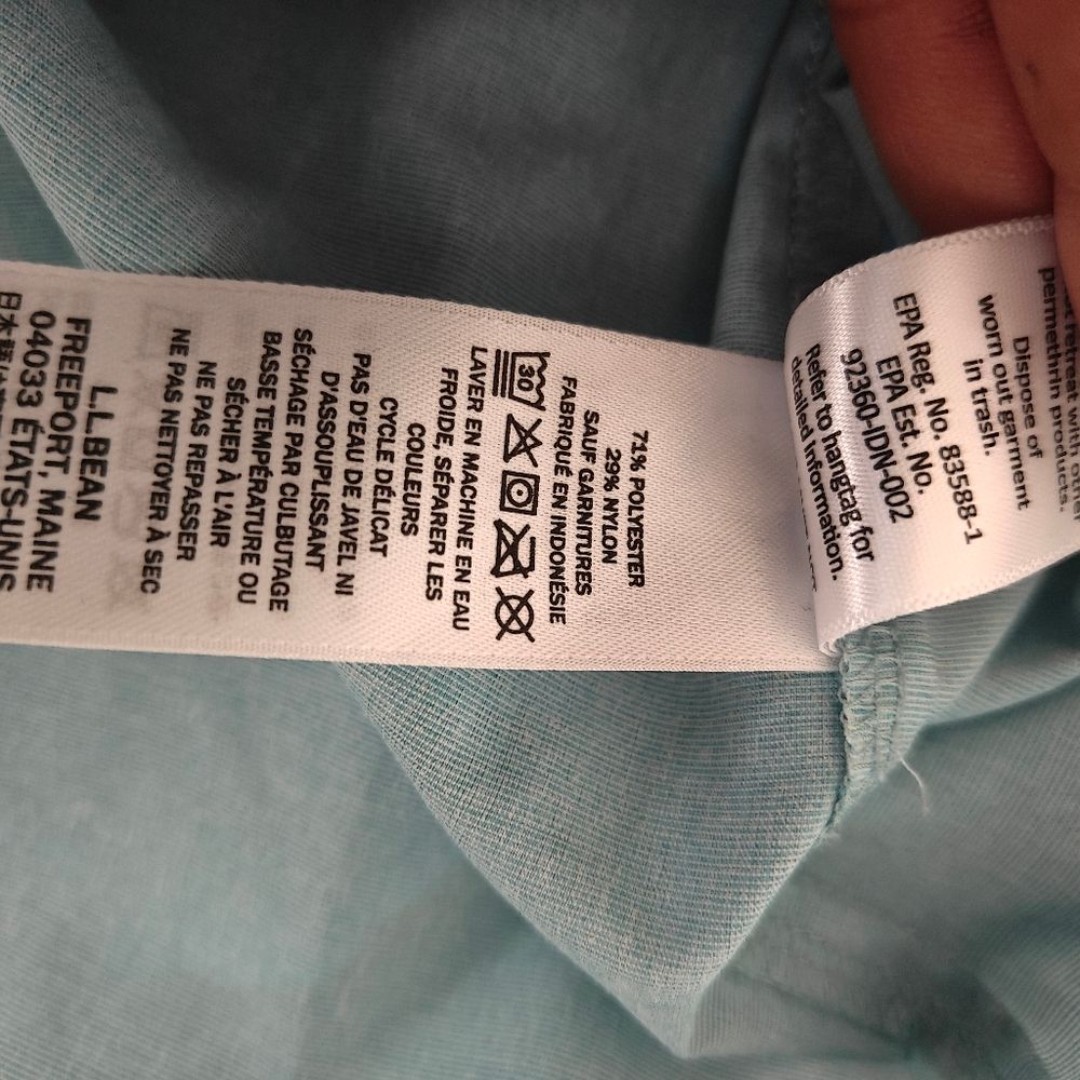 71% POLYESTER
29% NYLON
SAUF GARNITURES
FABRIQUÉ EN INDONÉSIE
30
LAVER EN MACHINE EN EAU
FROIDE, SÉPARER LES
COULEURS
CYCLE DÉLICAT
PAS D'EAU DE JAVEL NI
D'ASSOUPLISSANT
SÉCHAGE PAR CULBUTAGE
BASSE TEMPÉRATURE OU
SÉCHER À L'AIR
NE PAS REPASSER
NE PAS NETTOYER À SEC
L.L.BEAN
FREEPORT, MAINE
04033 ÉTATS-UNIS
retreat with other
permethrin products.
Dispose of
worn out garment
in trash.
EPA Reg. No. 83588-1
EPA Est. No.
92360-IDN-002
Refer to hangtag for
detailed information.